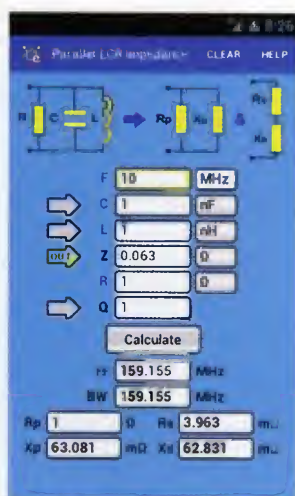 8:26
Parallel LCR impedance CLEAR HELP
R C L Rp Xp & Rs
Xs
F 10 MHz
C 1 nF
L 1 nH
OUT Z 0.063 Ω
R 1 Ω
Q 1
Calculate
159.155 MHz
BW 159.155 MHz
Rp 1 Ω Rs 3.963 mΩ
Xp 63.081 mΩ Xs 62.831 mΩ